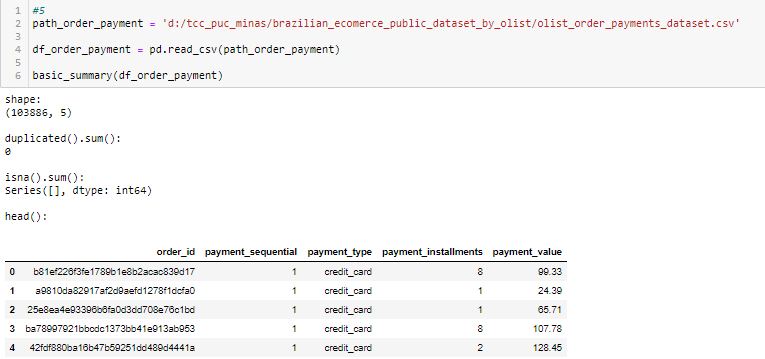 1 #5
2 path_order_payment = 'd:/tcc_puc_minas/brazilian_ecomerce_public_dataset_by_olist/olist_order_payments_dataset.csv'
3
4 df_order_payment = pd.read_csv(path_order_payment)
5
6 basic_summary(df_order_payment)
shape:
(103886, 5)
duplicated().sum():
0
isna().sum():
Series([], dtype: int64)
head():
order_id payment_sequential payment_type payment_installments payment_value
0 b81ef226f3fe1789b1e8b2acac839d17 1 credit_card 8 99.33
1 a9810da82917af2d9aefd1278f1dcfa0 1 credit_card 1 24.39
2 25e8ea4e93396b6fa0d3dd708e76c1bd 1 credit_card 1 65.71
3 ba78997921bbcdc1373bb41e913ab953 1 credit_card 8 107.78
4 42fdf880ba16b47b59251dd489d4441a 1 credit_card 2 128.45